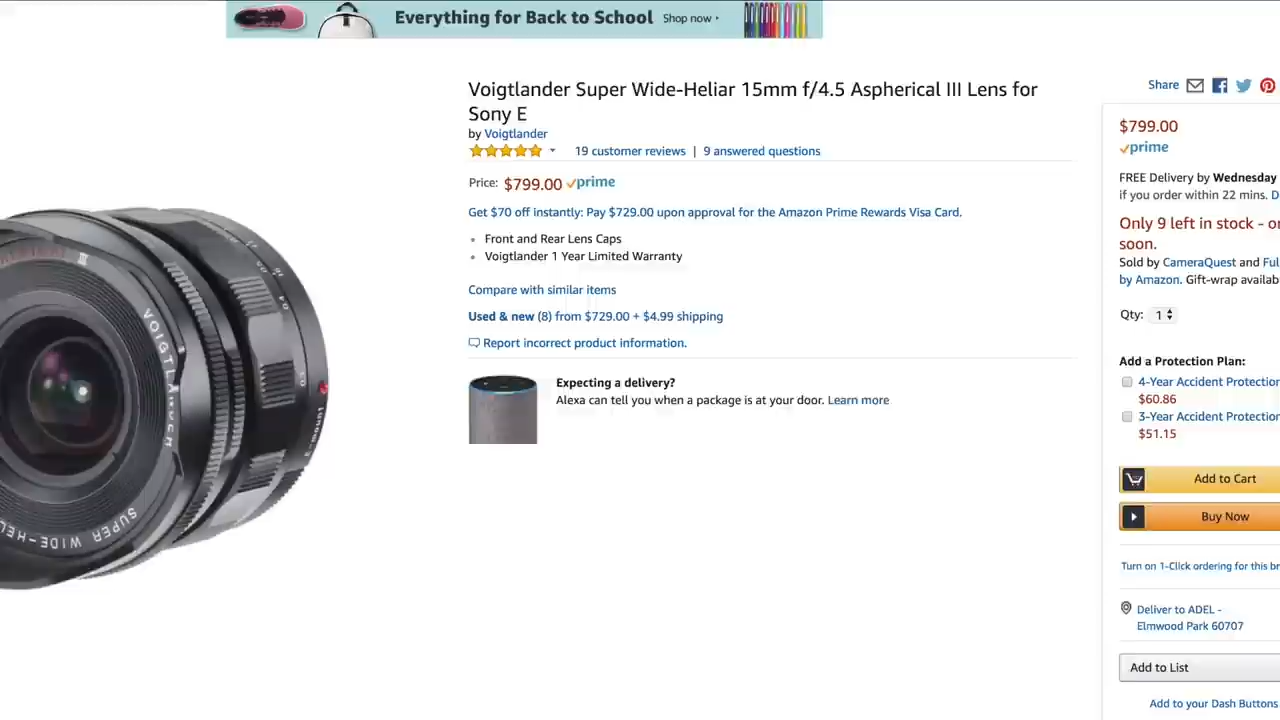 Everything for Back to School Shop now
Voigtlander Super Wide-Heliar 15mm f/4.5 Aspherical III Lens for
Sony E
by Voigtlander
19 customer reviews | 9 answered questions
Price: $799.00 prime
Get $70 off instantly: Pay $729.00 upon approval for the Amazon Prime Rewards Visa Card.
Front and Rear Lens Caps
Voigtlander 1 Year Limited Warranty
Compare with similar items
Used & new (8) from $729.00 + $4.99 shipping
Report incorrect product information.
Expecting a delivery?
Alexa can tell you when a package is at your door. Learn more
VOIGTLÄNDER
SUPER WIDE-HEL
III
Share
$799.00
prime
FREE Delivery by Wednesday
if you order within 22 mins. D
Only 9 left in stock - or
soon.
Sold by CameraQuest and Ful
by Amazon. Gift-wrap availab
Qty: 1
Add a Protection Plan:
4-Year Accident Protection
$60.86
3-Year Accident Protection
$51.15
Add to Cart
Buy Now
Turn on 1-Click ordering for this br
Deliver to ADEL -
Elmwood Park 60707
Add to List
Add to your Dash Buttons